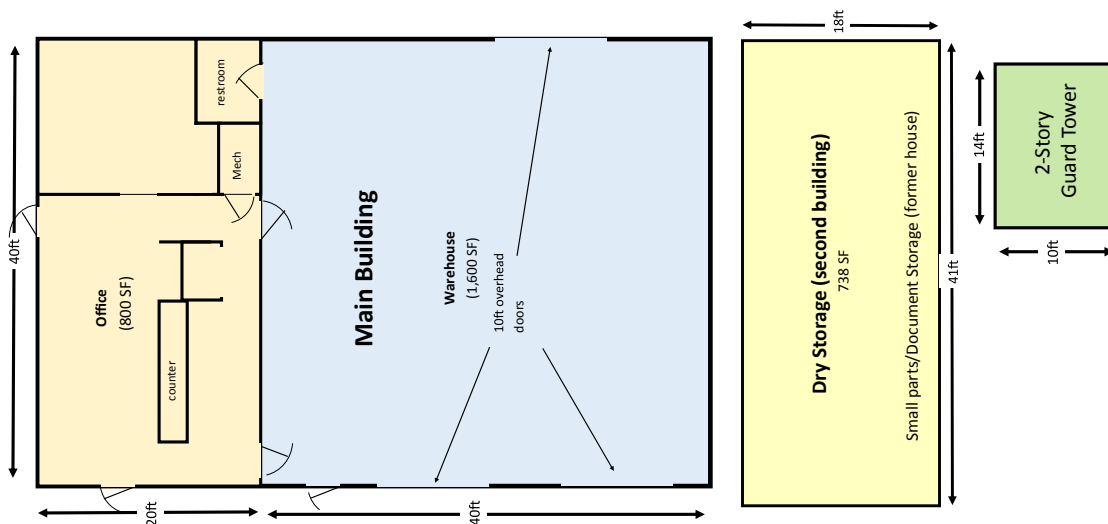 40ft
20ft
Office
(800 SF)
counter
restroom
Mech
Main Building
Warehouse
(1,600 SF)
10ft overhead
doors
40ft
18ft
Dry Storage (second building)
738 SF
Small parts/Document Storage (former house)
41ft
14ft
2-Story
Guard Tower
10ft